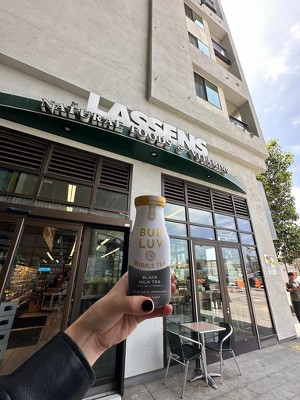 LASSENS
NATURAL FOODS & VITAMINS
BUBLUV
BUBBLE TEA
BLACK
MILK TEA